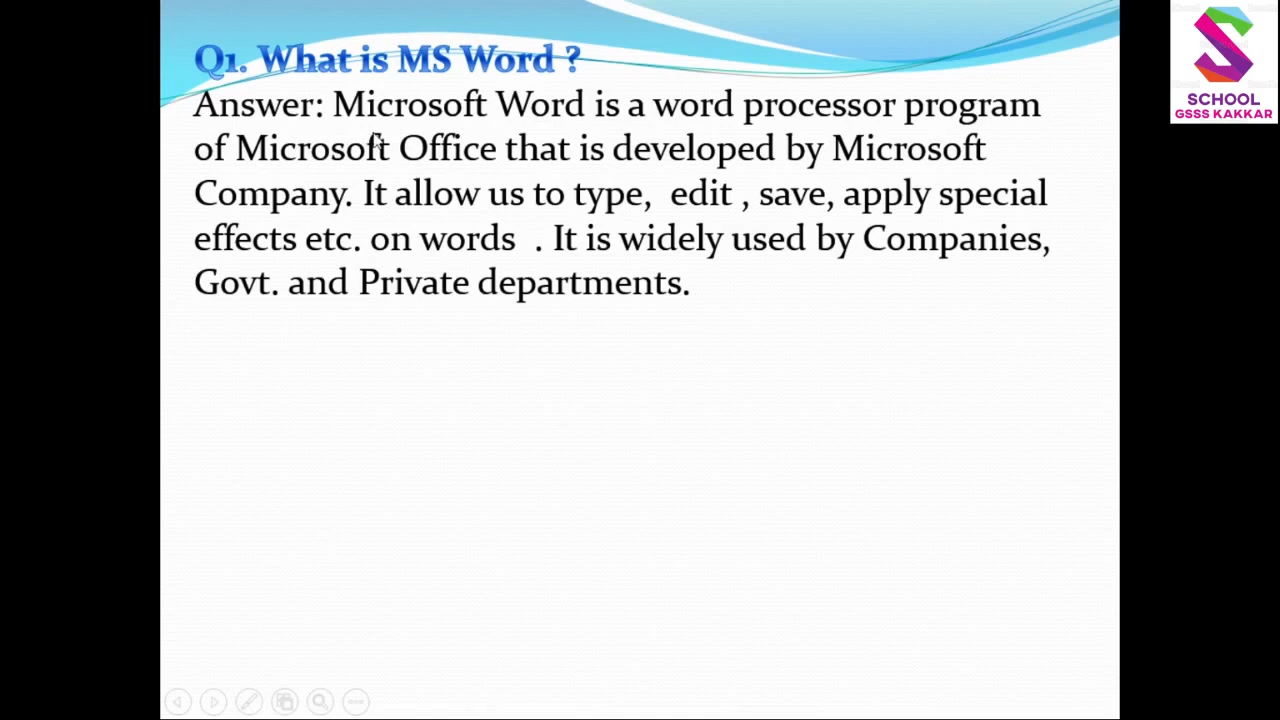 Q1. What is MS Word ?
Answer: Microsoft Word is a word processor program
of Microsoft Office that is developed by Microsoft
Company. It allow us to type,  edit , save, apply special
effects etc. on words  . It is widely used by Companies,
Govt. and Private departments.
SCHOOL
GSSS KAKKAR